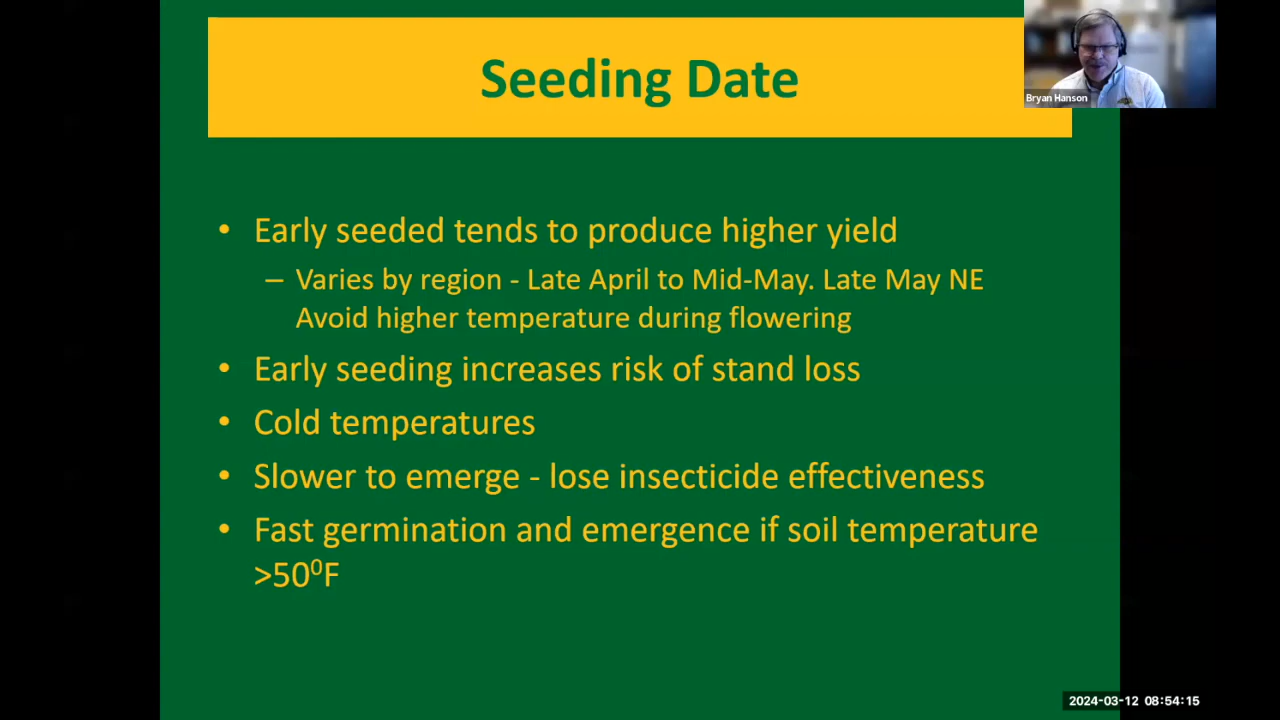 Seeding Date
Bryan Hanson
• Early seeded tends to produce higher yield
– Varies by region - Late April to Mid-May. Late May NE
Avoid higher temperature during flowering
• Early seeding increases risk of stand loss
• Cold temperatures
• Slower to emerge - lose insecticide effectiveness
• Fast germination and emergence if soil temperature
>50⁰F
2024-03-12 08:54:15